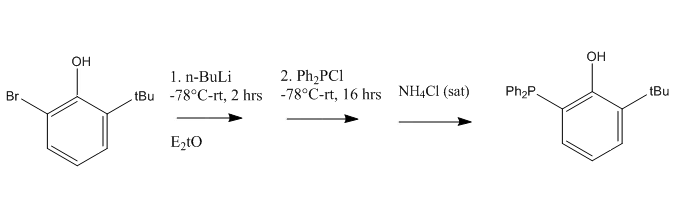 OH
Br
tBu
1. n-BuLi
-78°C-rt, 2 hrs
E₂tO
2. Ph₂PCl
-78°C-rt, 16 hrs
NH₄Cl (sat)
OH
Ph₂P
tBu